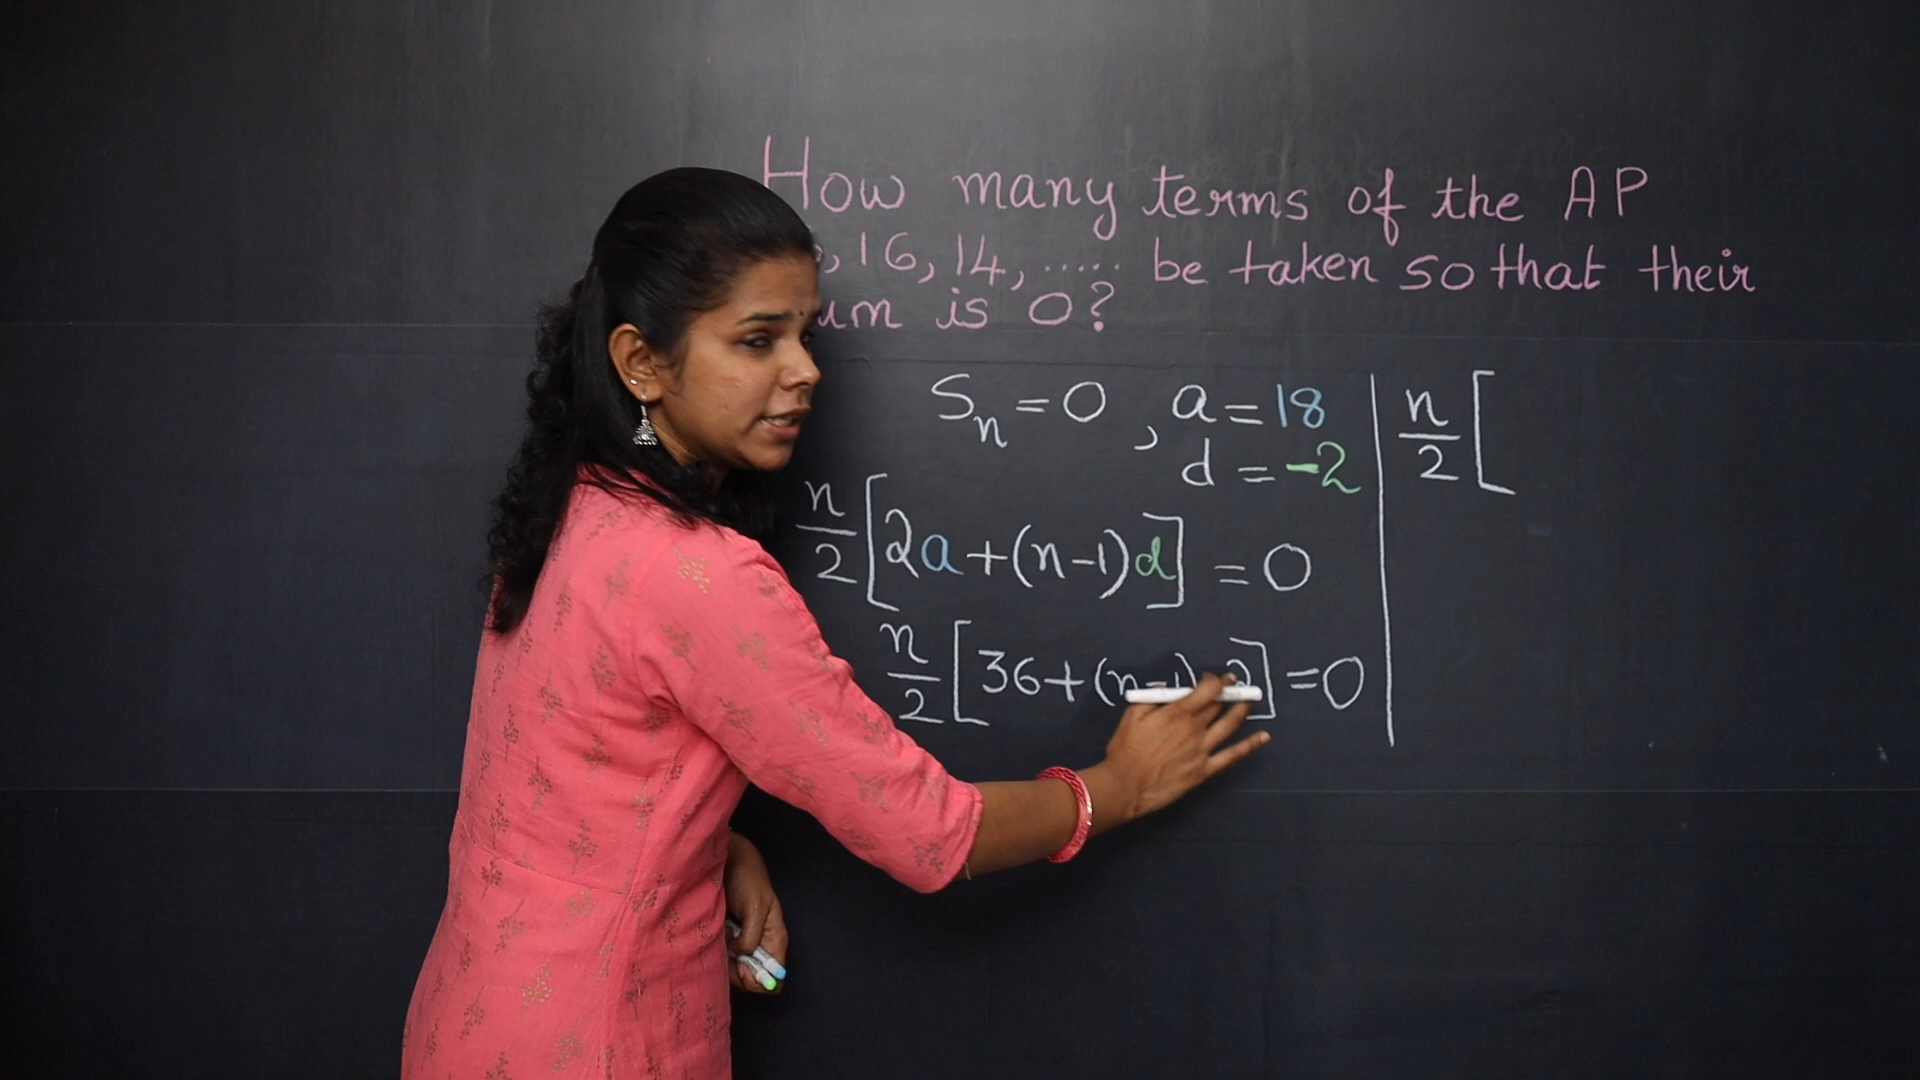 How many terms of the AP
, 16, 14, ..... be taken so that their
um is 0?
Sₙ = 0 , a = 18
d = -2
n/2 [2a + (n-1)d] = 0
n/2 [36 + (n-1) -2] = 0
n/2 [